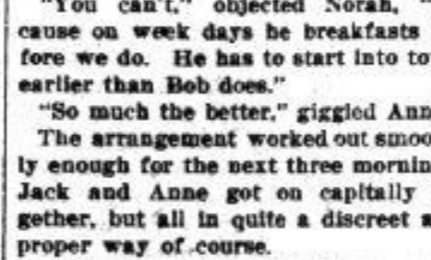 "You can't," objected Norah, "
cause on week days he breakfasts
fore we do. He has to start into to
earlier than Bob does."
"So much the better," giggled Ann
The arrangement worked out smoo
ly enough for the next three mornin
Jack and Anne got on capitally
gether, but all in quite a discreet a
proper way of course.